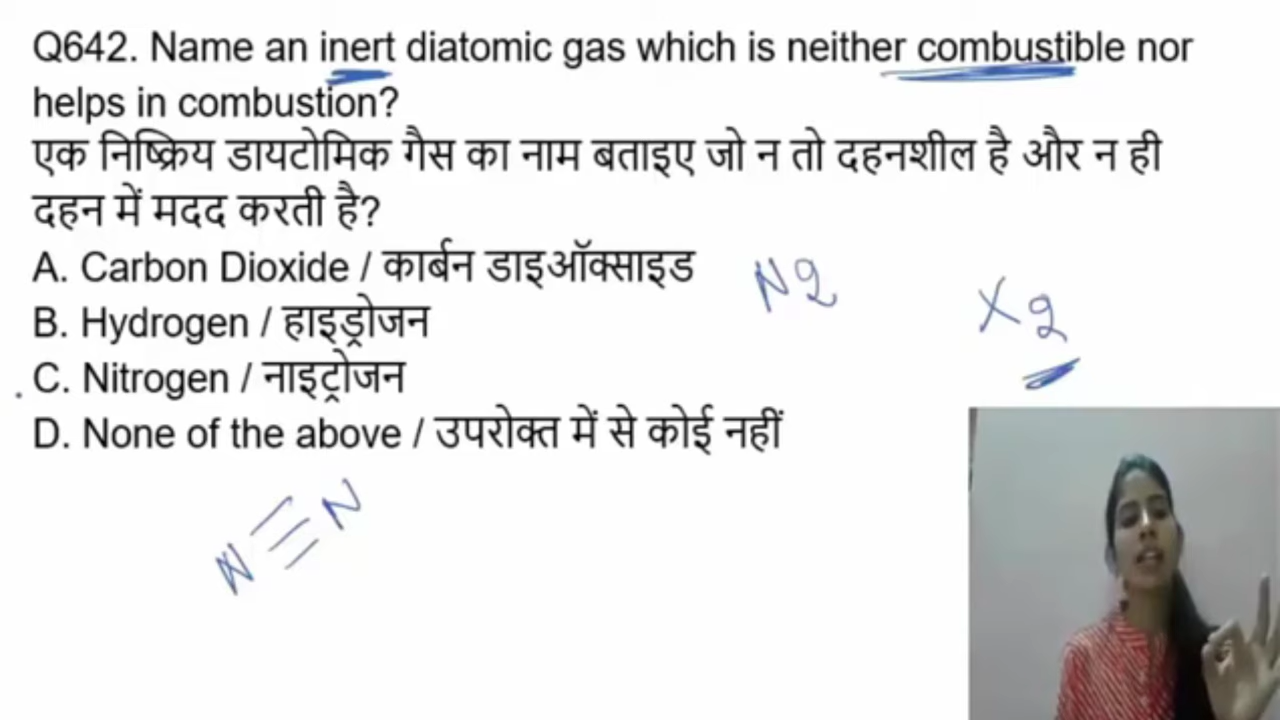 Q642. Name an inert diatomic gas which is neither combustible nor
helps in combustion?
एक निष्क्रिय डायटोमिक गैस का नाम बताइए जो न तो दहनशील है और न ही
दहन में मदद करती है?
A. Carbon Dioxide / कार्बन डाइऑक्साइड
N2
X2
B. Hydrogen / हाइड्रोजन
C. Nitrogen / नाइट्रोजन
D. None of the above / उपरोक्त में से कोई नहीं
N≡N